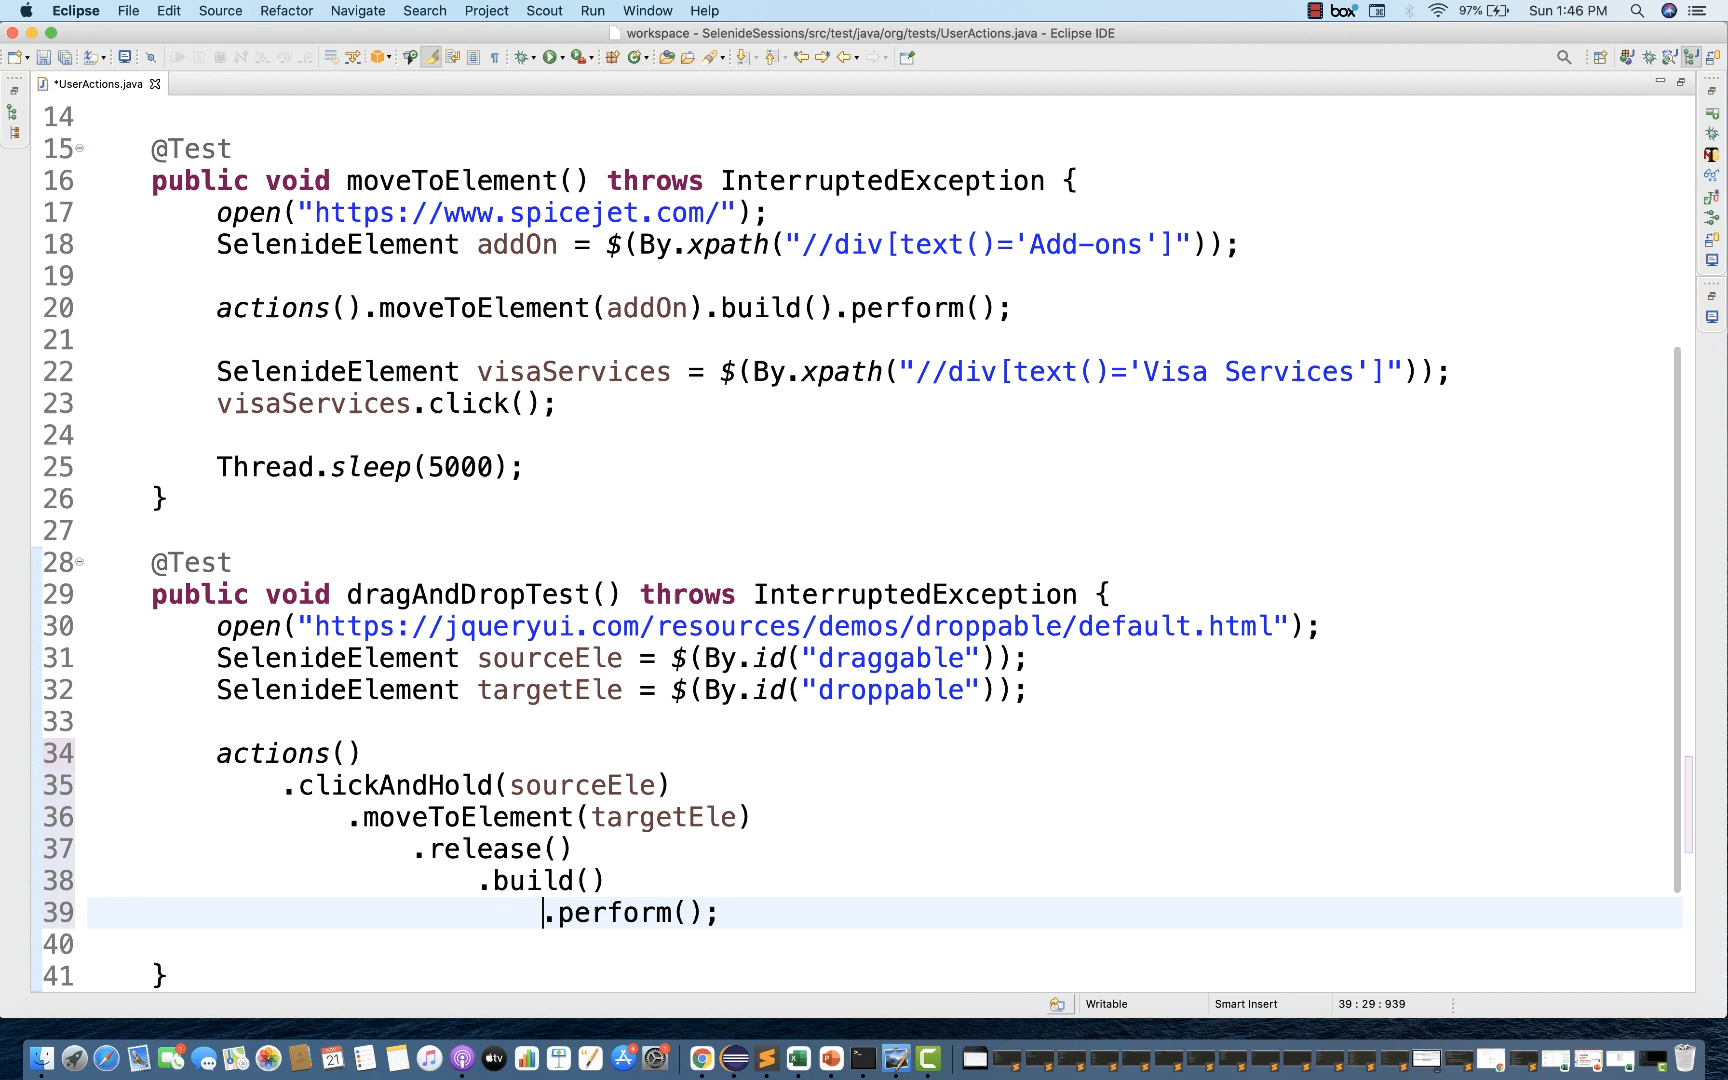 Eclipse File Edit Source Refactor Navigate Search Project Scout Run Window Help box 97% Sun 1:46 PM
workspace - SelenideSessions/src/test/java/org/tests/UserActions.java - Eclipse IDE
*UserActions.java
14
15 @Test
16 public void moveToElement() throws InterruptedException {
17 open("https://www.spicejet.com/");
18 SelenideElement addOn = $(By.xpath("//div[text()='Add-ons']"));
19
20 actions().moveToElement(addOn).build().perform();
21
22 SelenideElement visaServices = $(By.xpath("//div[text()='Visa Services']"));
23 visaServices.click();
24
25 Thread.sleep(5000);
26 }
27
28 @Test
29 public void dragAndDropTest() throws InterruptedException {
30 open("https://jqueryui.com/resources/demos/droppable/default.html");
31 SelenideElement sourceEle = $(By.id("draggable"));
32 SelenideElement targetEle = $(By.id("droppable"));
33
34 actions()
35 .clickAndHold(sourceEle)
36 .moveToElement(targetEle)
37 .release()
38 .build()
39 .perform();
40
41 }
Writable Smart Insert 39 : 29 : 939